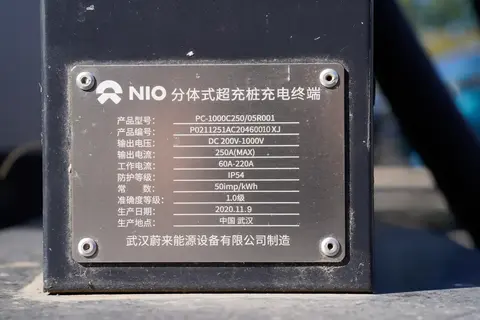 NIO 分体式超充桩充电终端
产品型号: PC-1000C250/05R001
产品编号: P0211251AC20460010XJ
输出电压: DC 200V-1000V
输出电流: 250A(MAX)
工作电流: 60A-220A
防护等级: IP54
常 数: 50imp/kWh
准确度等级: 1.0级
生产日期: 2020.11.9
生产地点: 中国 武汉
武汉蔚来能源设备有限公司制造